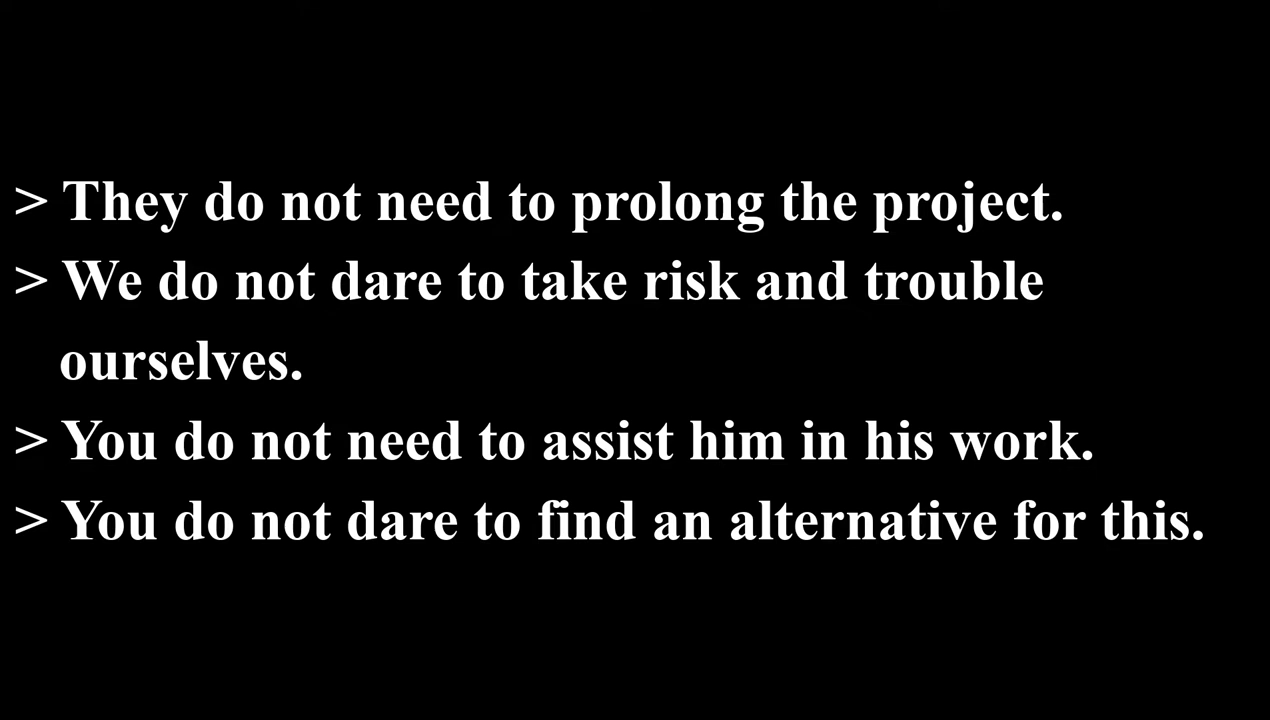 > They do not need to prolong the project.
> We do not dare to take risk and trouble
ourselves.
> You do not need to assist him in his work.
> You do not dare to find an alternative for this.